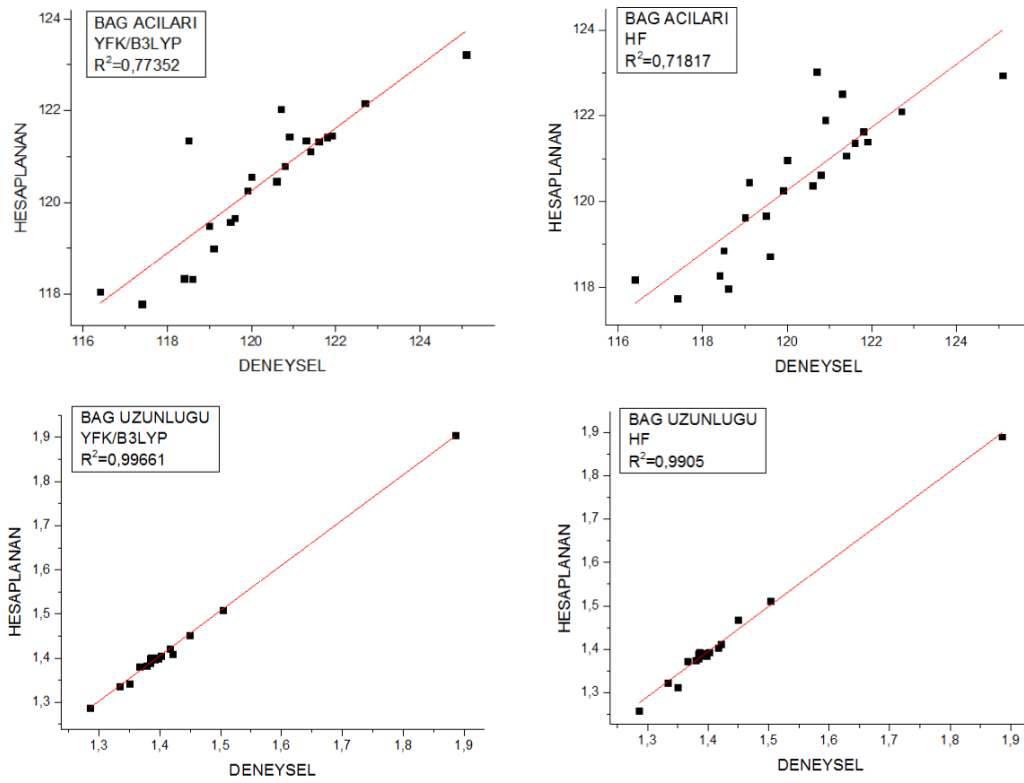 BAG ACILARI
YFK/B3LYP
R²=0,77352
124
122
120
118
HESAPLANAN
116
118
120
122
124
DENEYSEL
BAG ACILARI
HF
R²=0,71817
124
122
120
118
HESAPLANAN
116
118
120
122
124
DENEYSEL
BAG UZUNLUGU
YFK/B3LYP
R²=0,99661
1,9
1,8
1,7
1,6
1,5
1,4
1,3
HESAPLANAN
1,3
1,4
1,5
1,6
1,7
1,8
1,9
DENEYSEL
BAG UZUNLUGU
HF
R²=0,9905
1,9
1,8
1,7
1,6
1,5
1,4
1,3
HESAPLANAN
1,3
1,4
1,5
1,6
1,7
1,8
1,9
DENEYSEL